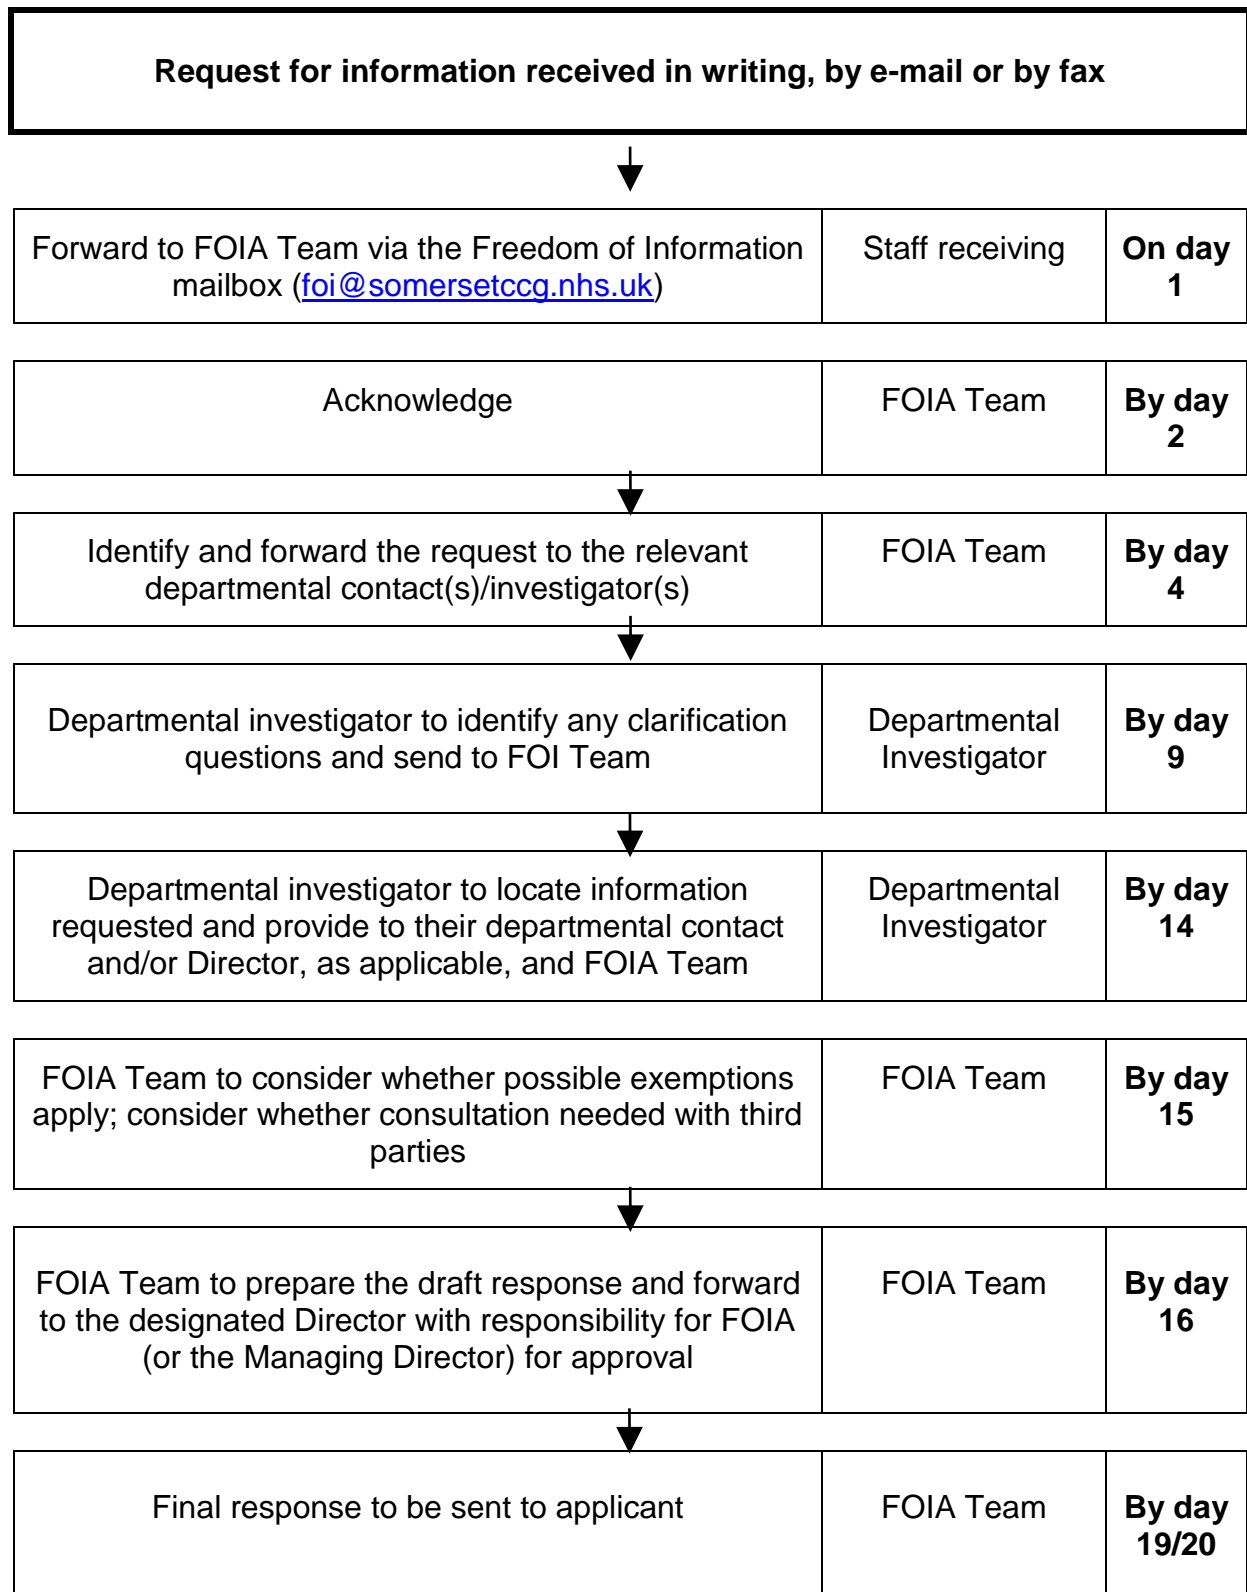 Request for information received in writing, by e-mail or by fax
Forward to FOIA Team via the Freedom of Information
mailbox (foi@somersetccg.nhs.uk)
Staff receiving
On day
1
Acknowledge
FOIA Team
By day
2
Identify and forward the request to the relevant
departmental contact(s)/investigator(s)
FOIA Team
By day
4
Departmental investigator to identify any clarification
questions and send to FOI Team
Departmental
Investigator
By day
9
Departmental investigator to locate information
requested and provide to their departmental contact
and/or Director, as applicable, and FOIA Team
Departmental
Investigator
By day
14
FOIA Team to consider whether possible exemptions
apply; consider whether consultation needed with third
parties
FOIA Team
By day
15
FOIA Team to prepare the draft response and forward
to the designated Director with responsibility for FOIA
(or the Managing Director) for approval
FOIA Team
By day
16
Final response to be sent to applicant
FOIA Team
By day
19/20